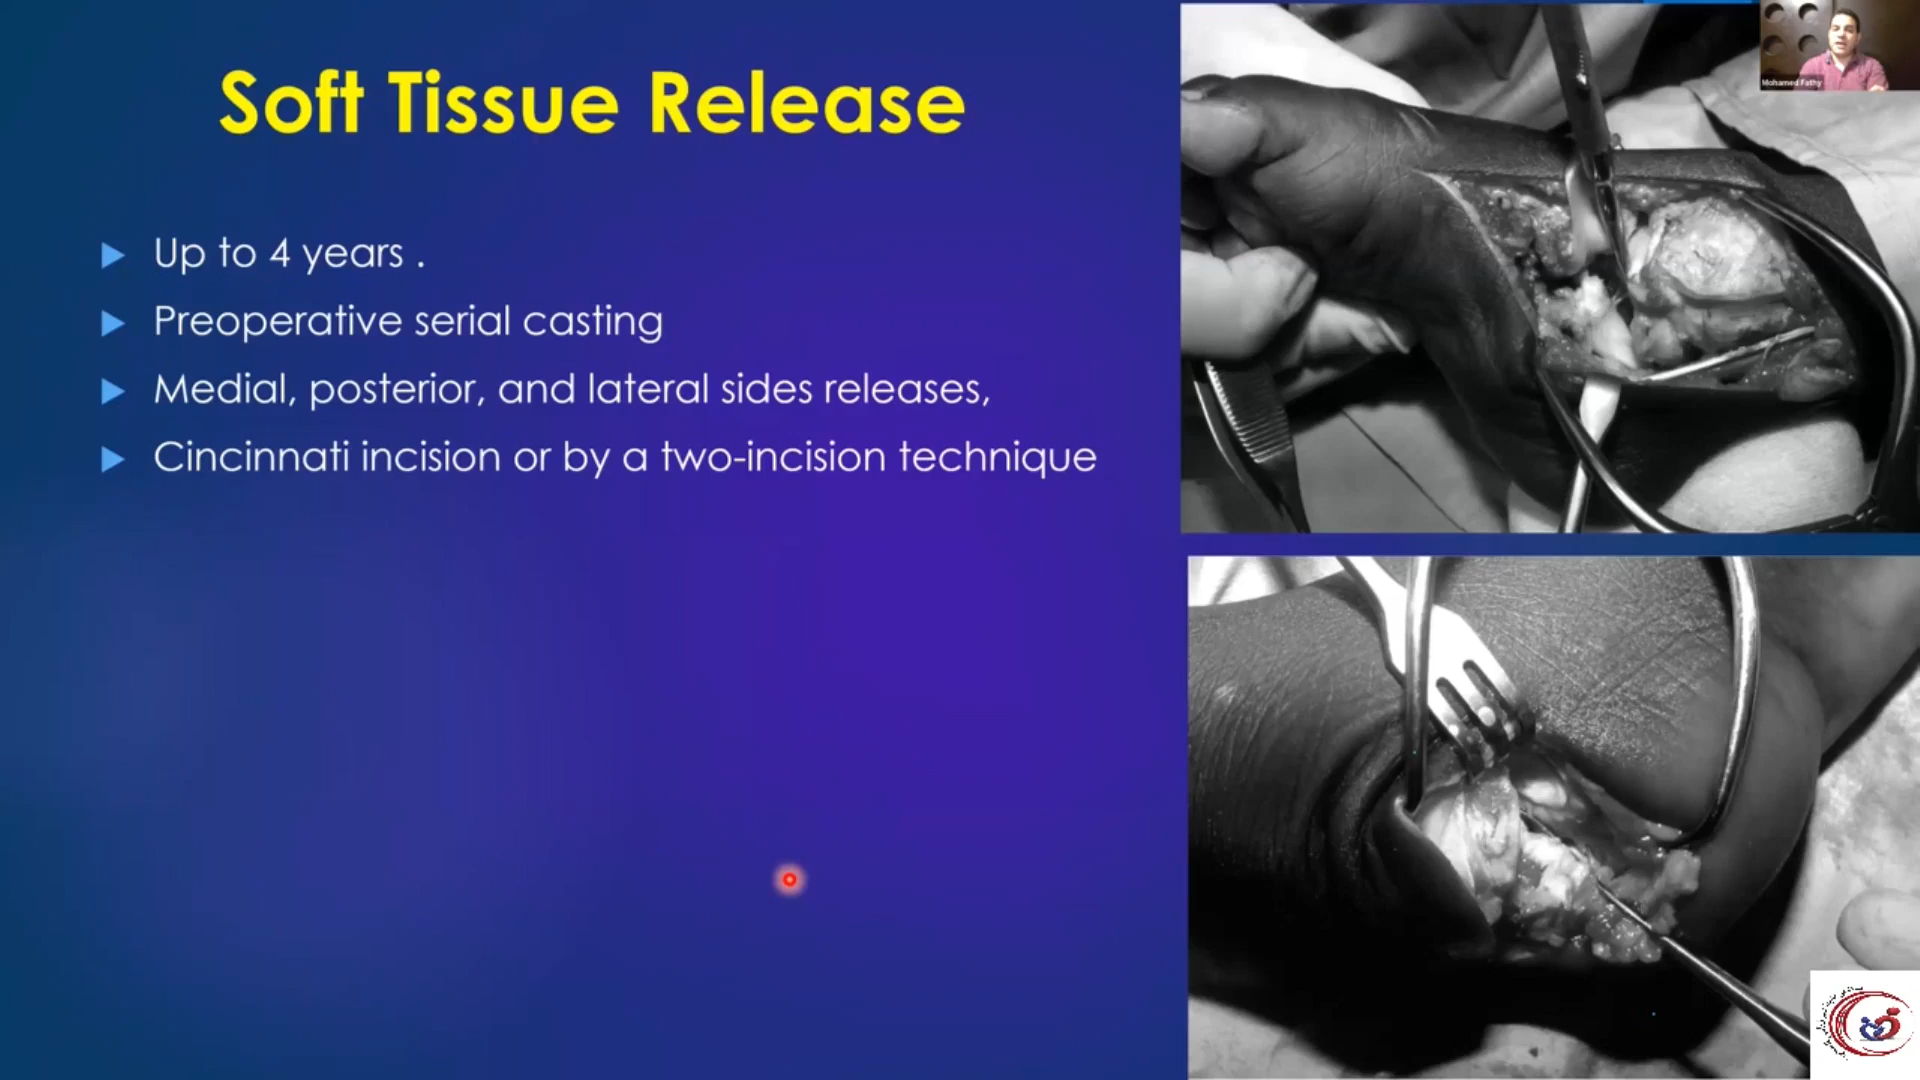 Soft Tissue Release
Up to 4 years .
Preoperative serial casting
Medial, posterior, and lateral sides releases,
Cincinnati incision or by a two-incision technique
Mohamed Fathy